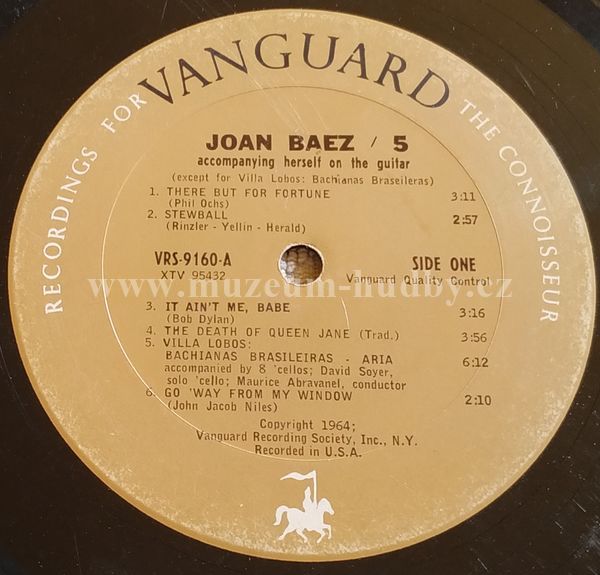 RECORDINGS FOR VANGUARD THE CONNOISSEUR
JOAN BAEZ / 5
accompanying herself on the guitar
(except for Villa Lobos: Bachianas Braseileras)
1. THERE BUT FOR FORTUNE 3:11
(Phil Ochs)
2. STEWBALL 2:57
(Rinzler - Yellin - Herald)
VRS-9160-A SIDE ONE
XTV 95432 Vanguard Quality Control
www.muzeum-hudby.cz
3. IT AIN'T ME, BABE 3:16
(Bob Dylan)
4. THE DEATH OF QUEEN JANE (Trad.) 3:56
5. VILLA LOBOS:
BACHIANAS BRASILEIRAS - ARIA 6:12
accompanied by 8 'cellos; David Soyer,
solo 'cello; Maurice Abravanel, conductor
6. GO 'WAY FROM MY WINDOW 2:10
(John Jacob Niles)
Copyright 1964;
Vanguard Recording Society, Inc., N.Y.
Recorded in U.S.A.